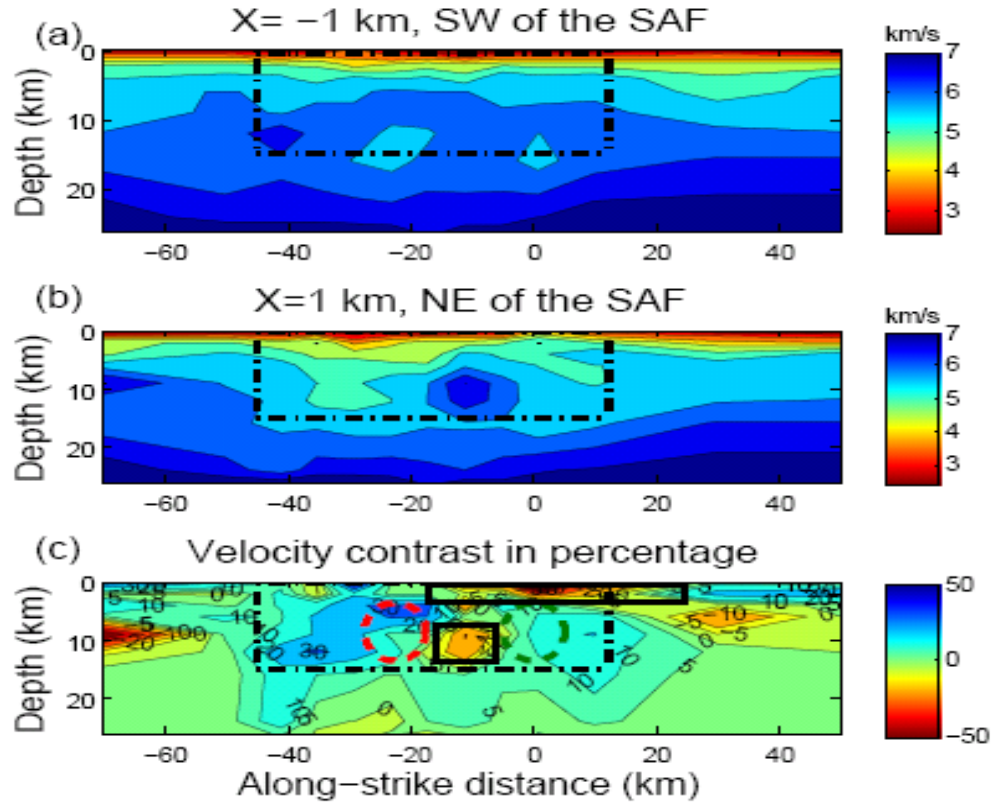 X= −1 km, SW of the SAF
(a)
km/s
0
10
20
Depth (km)
7
6
5
4
3
−60 −40 −20 0 20 40
X=1 km, NE of the SAF
(b)
km/s
0
10
20
Depth (km)
7
6
5
4
3
−60 −40 −20 0 20 40
Velocity contrast in percentage
(c)
0
10
20
Depth (km)
50
0
−50
−60 −40 −20 0 20 40
Along−strike distance (km)